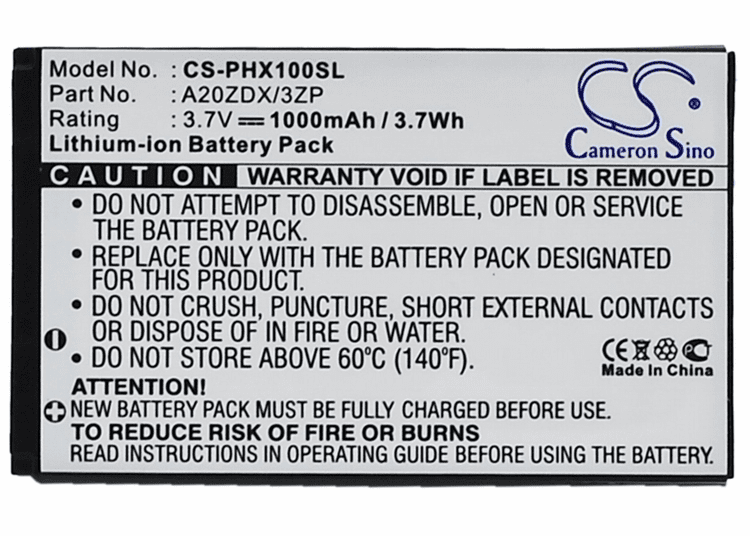 Model No. : CS-PHX100SL
Part No. : A20ZDX/3ZP
Rating : 3.7V 1000mAh / 3.7Wh
Lithium-ion Battery Pack
CS
Cameron Sino
CAUTION WARRANTY VOID IF LABEL IS REMOVED
• DO NOT ATTEMPT TO DISASSEMBLE, OPEN OR SERVICE
THE BATTERY PACK.
• REPLACE ONLY WITH THE BATTERY PACK DESIGNATED
FOR THIS PRODUCT.
• DO NOT CRUSH, PUNCTURE, SHORT EXTERNAL CONTACTS
OR DISPOSE OF IN FIRE OR WATER.
• DO NOT STORE ABOVE 60°C (140°F).
CE
Made In China
ATTENTION!
NEW BATTERY PACK MUST BE FULLY CHARGED BEFORE USE.
TO REDUCE RISK OF FIRE OR BURNS
READ INSTRUCTIONS IN OPERATING GUIDE BEFORE USING BATTERY.